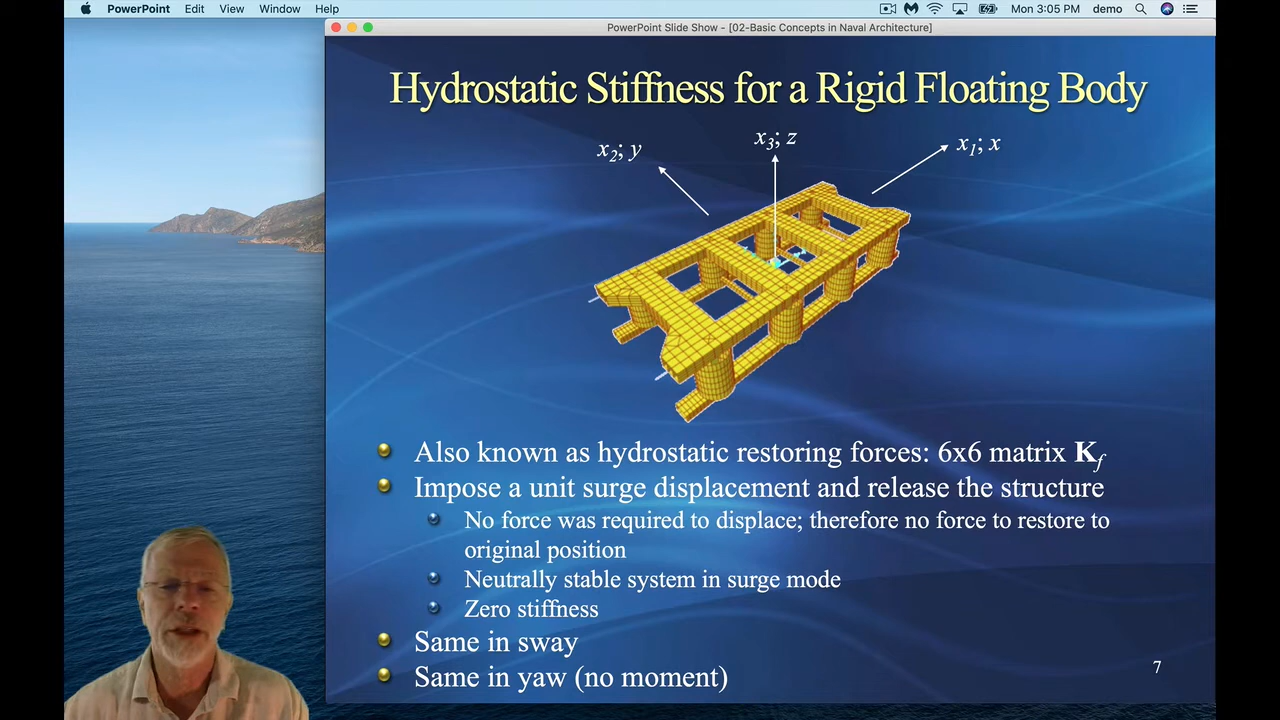 PowerPoint Edit View Window Help Mon 3:05 PM demo
PowerPoint Slide Show - [02-Basic Concepts in Naval Architecture]
Hydrostatic Stiffness for a Rigid Floating Body
x2; y
x3; z
x1; x
Also known as hydrostatic restoring forces: 6x6 matrix Kf
Impose a unit surge displacement and release the structure
No force was required to displace; therefore no force to restore to
original position
Neutrally stable system in surge mode
Zero stiffness
Same in sway
Same in yaw (no moment)
7